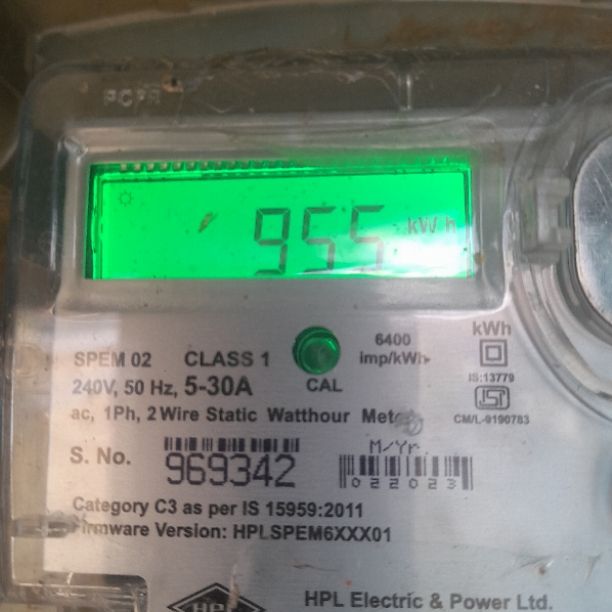 955 kWh
SPEM 02 CLASS 1
6400
imp/kWh
kWh
240V, 50 Hz, 5-30A
CAL
IS:13779
ac, 1Ph, 2 Wire Static Watthour Meter
CM/L-9190783
S. No. 969342
M/Yr.
022023
Category C3 as per IS 15959:2011
Firmware Version: HPLSPEM6XXX01
HPL
HPL Electric & Power Ltd.